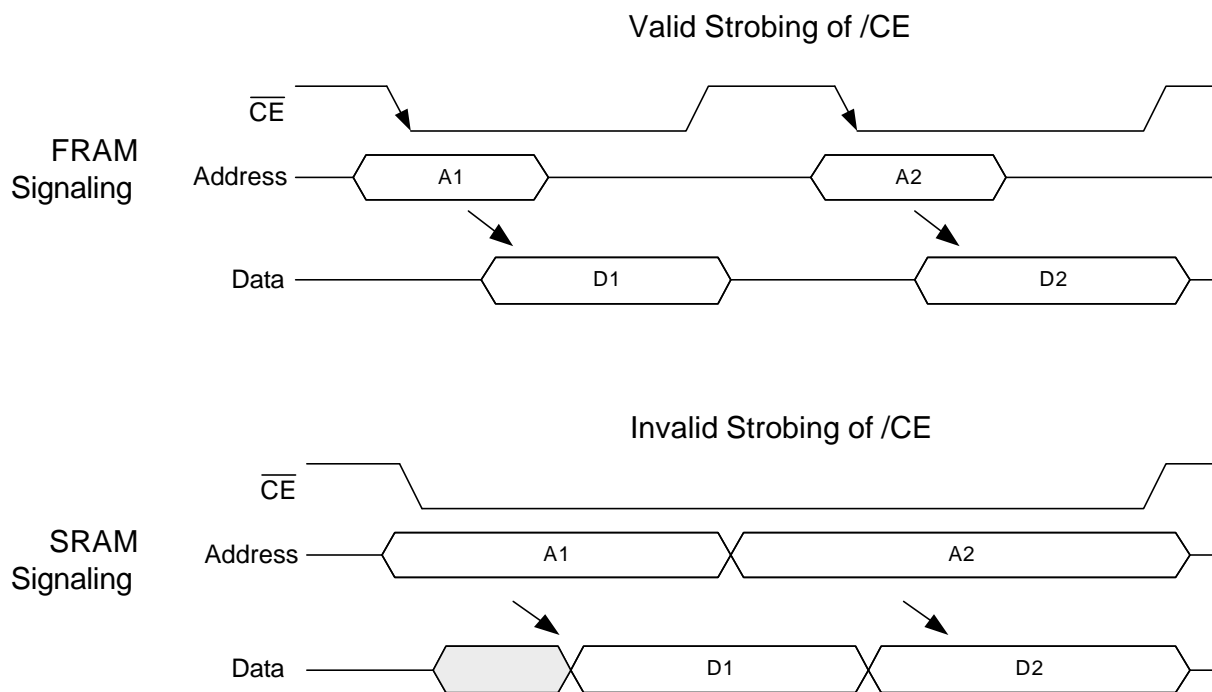 Valid Strobing of /CE
CE
FRAM
Signaling
Address
A1
A2
Data
D1
D2
Invalid Strobing of /CE
CE
SRAM
Signaling
Address
A1
A2
Data
D1
D2